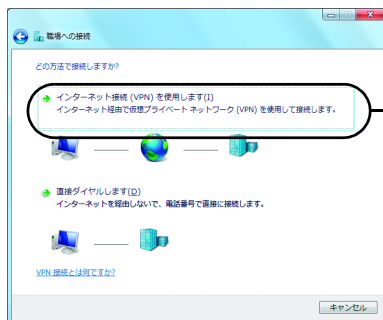 職場への接続
どの方法で接続しますか?
インターネット接続 (VPN) を使用します(I)
インターネット経由で仮想プライベート ネットワーク (VPN) を使用して接続します。
直接ダイヤルします(D)
インターネットを経由しないで、電話番号で直接に接続します。
VPN 接続とは何ですか?
キャンセル